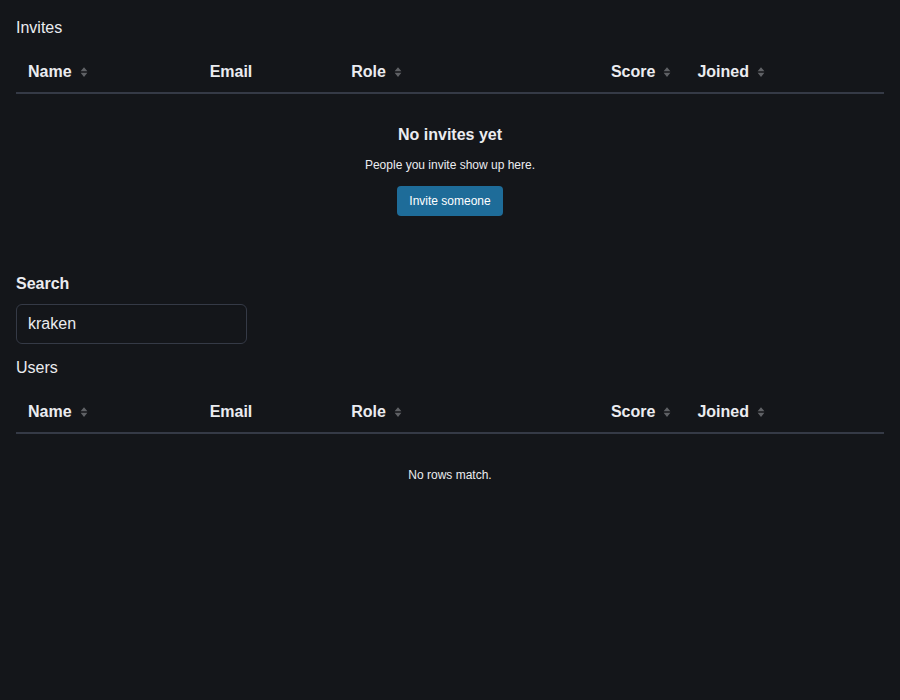 Invites
Name Email Role Score Joined
No invites yet
People you invite show up here.
Invite someone
Search
kraken
Users
Name Email Role Score Joined
No rows match.